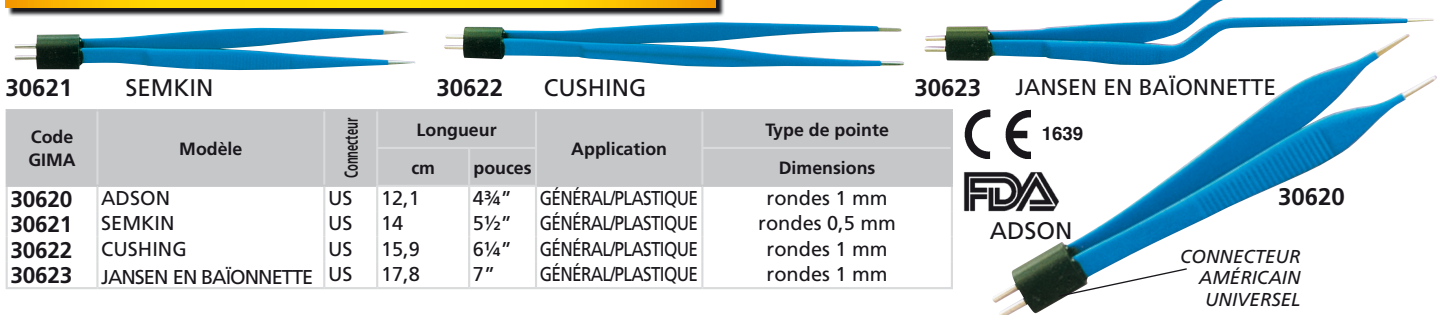 30621 SEMKIN
30622 CUSHING
30623 JANSEN EN BAÏONNETTE
Code GIMA Modèle Connecteur Longueur Application Type de pointe
cm pouces Dimensions
30620 ADSON US 12,1 4¾” GÉNÉRAL/PLASTIQUE rondes 1 mm
30621 SEMKIN US 14 5½” GÉNÉRAL/PLASTIQUE rondes 0,5 mm
30622 CUSHING US 15,9 6¼” GÉNÉRAL/PLASTIQUE rondes 1 mm
30623 JANSEN EN BAÏONNETTE US 17,8 7” GÉNÉRAL/PLASTIQUE rondes 1 mm
CE 1639
FDA
ADSON
30620
CONNECTEUR
AMÉRICAIN
UNIVERSEL